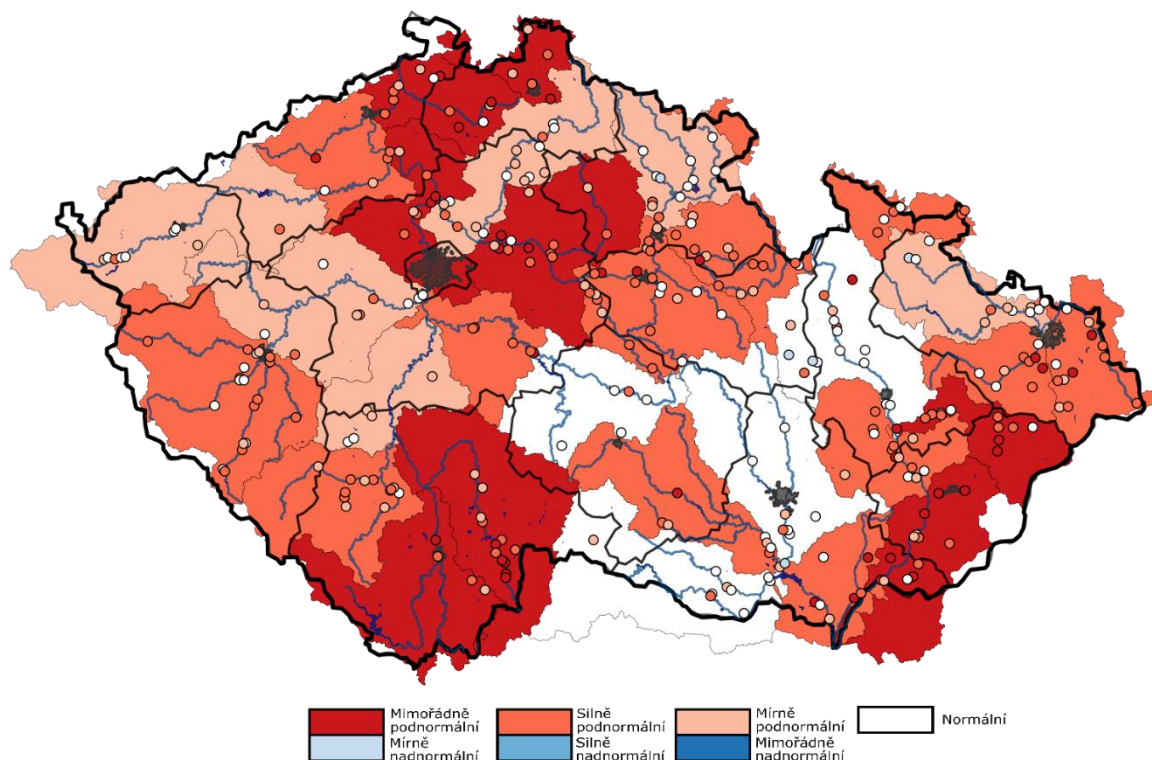 Mimořádně
podnormální
Silně
podnormální
Mírně
podnormální
Normální
Mírně
nadnormální
Silně
nadnormální
Mimořádně
nadnormální